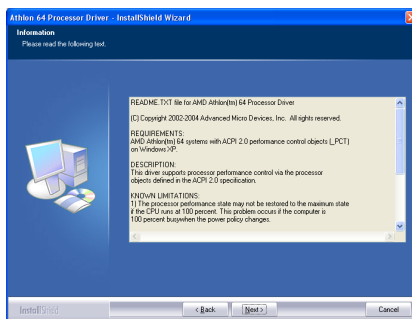 Athlon 64 Processor Driver - InstallShield Wizard
Information
Please read the following text.
README.TXT file for AMD Athlon(tm) 64 Processor Driver
(C) Copyright 2002-2004 Advanced Micro Devices, Inc. All rights reserved.
REQUIREMENTS:
AMD Athlon(tm) 64 systems with ACPI 2.0 performance control objects (_PCT)
on Windows XP.
DESCRIPTION:
This driver supports processor performance control via the processor
objects defined in the ACPI 2.0 specification.
KNOWN LIMITATIONS:
1) The processor performance state may not be restored to the maximum state
if the CPU runs at 100 percent. This problem occurs if the computer is
100 percent busywhen the power policy changes.
InstallShield
< Back
Next >
Cancel